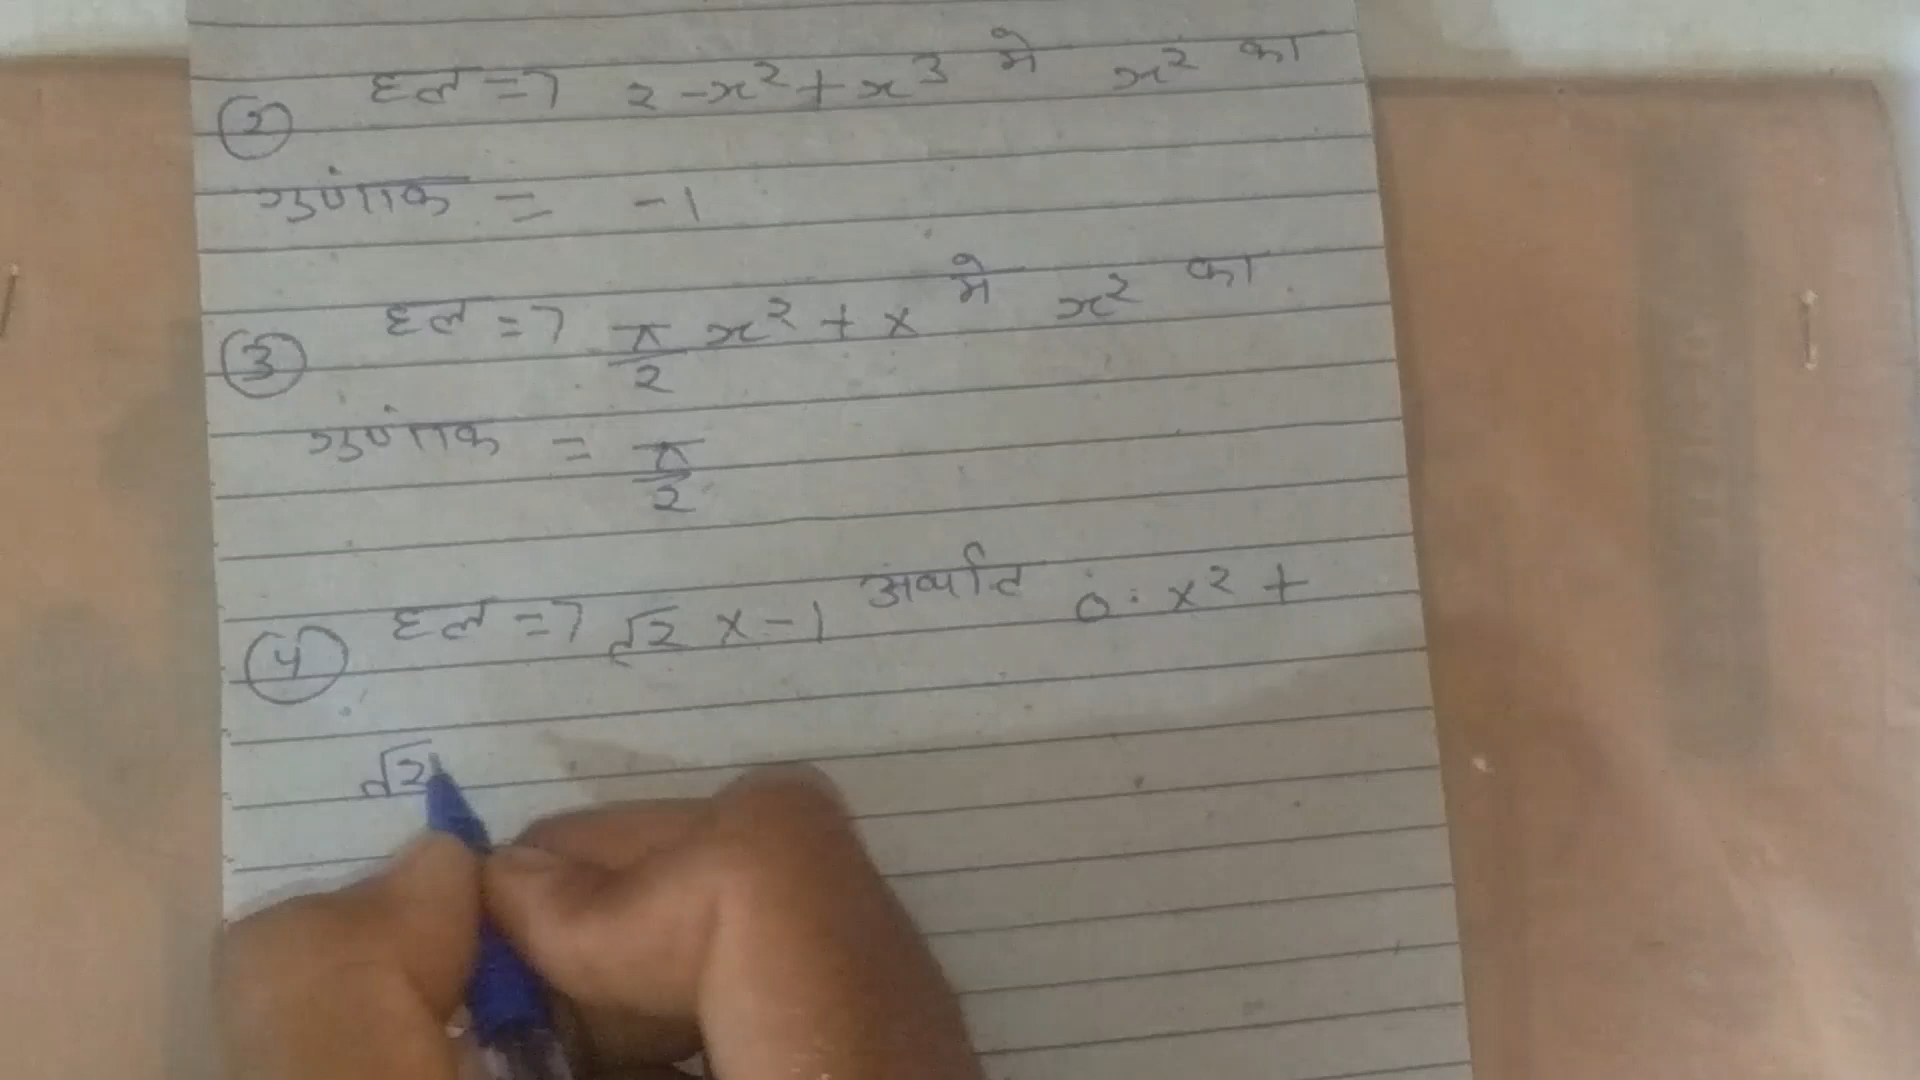 ② हल => 2 - x² + x³ मे x² का
गुणांक = -1
③ हल => π/2 x² + x मे x² का
गुणांक = π/2
④ हल => √2 x - 1 अर्थात 0·x² +
√2